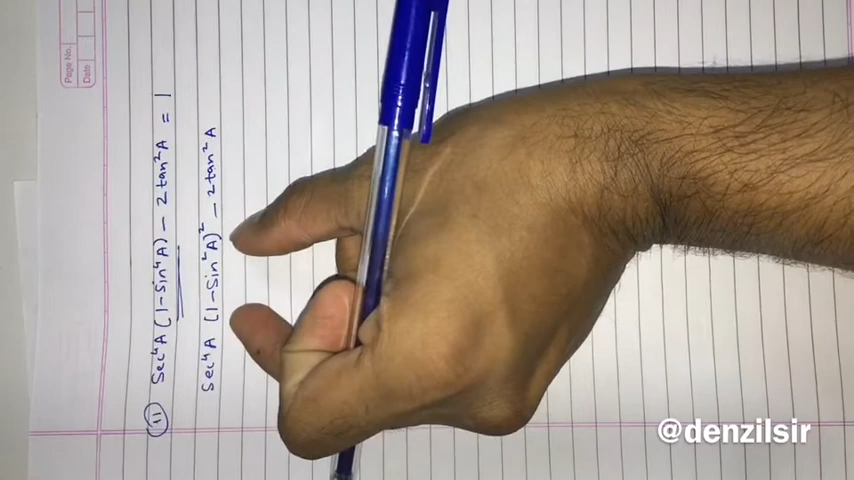 Page No.
Date
(11) Sec⁴A (1 - Sin⁴A) - 2tan²A = 1
Sec⁴A (1 - Sin²A)² - 2tan²A
@denzilsir